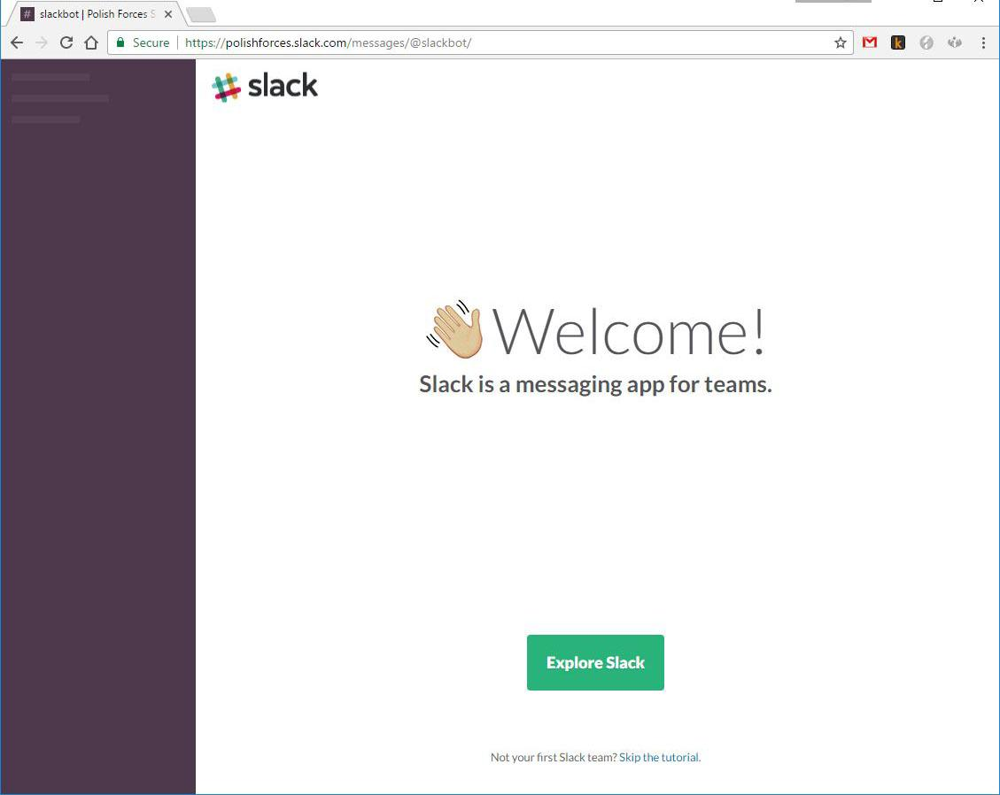 slackbot | Polish Forces S
Secure https://polishforces.slack.com/messages/@slackbot/
slack
Welcome!
Slack is a messaging app for teams.
Explore Slack
Not your first Slack team? Skip the tutorial.